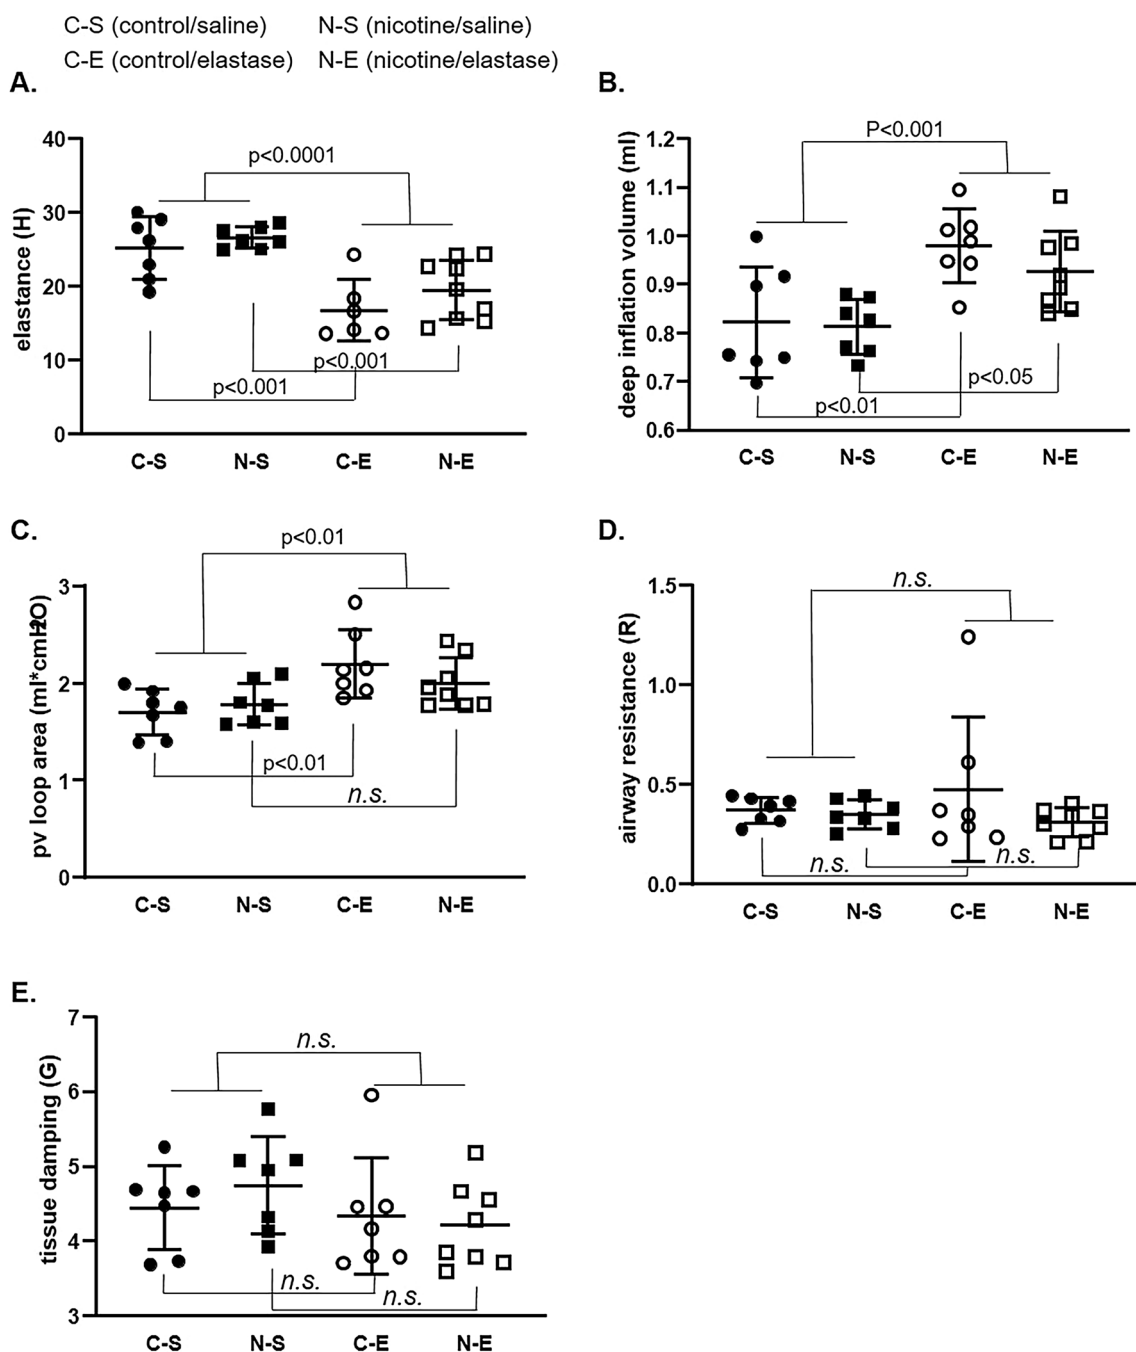 C-S (control/saline) N-S (nicotine/saline)
C-E (control/elastase) N-E (nicotine/elastase)
A.
elastance (H)
40
30
20
10
0
p<0.0001
p<0.001
p<0.001
C-S N-S C-E N-E
B.
deep inflation volume (ml)
1.2
1.1
1.0
0.9
0.8
0.7
0.6
P<0.001
p<0.05
p<0.01
C-S N-S C-E N-E
C.
pv loop area (ml*cmH2O)
3
2
1
0
p<0.01
p<0.01
n.s.
C-S N-S C-E N-E
D.
airway resistance (R)
1.5
1.0
0.5
0.0
n.s.
n.s.
n.s.
C-S N-S C-E N-E
E.
tissue damping (G)
7
6
5
4
3
n.s.
n.s.
n.s.
C-S N-S C-E N-E